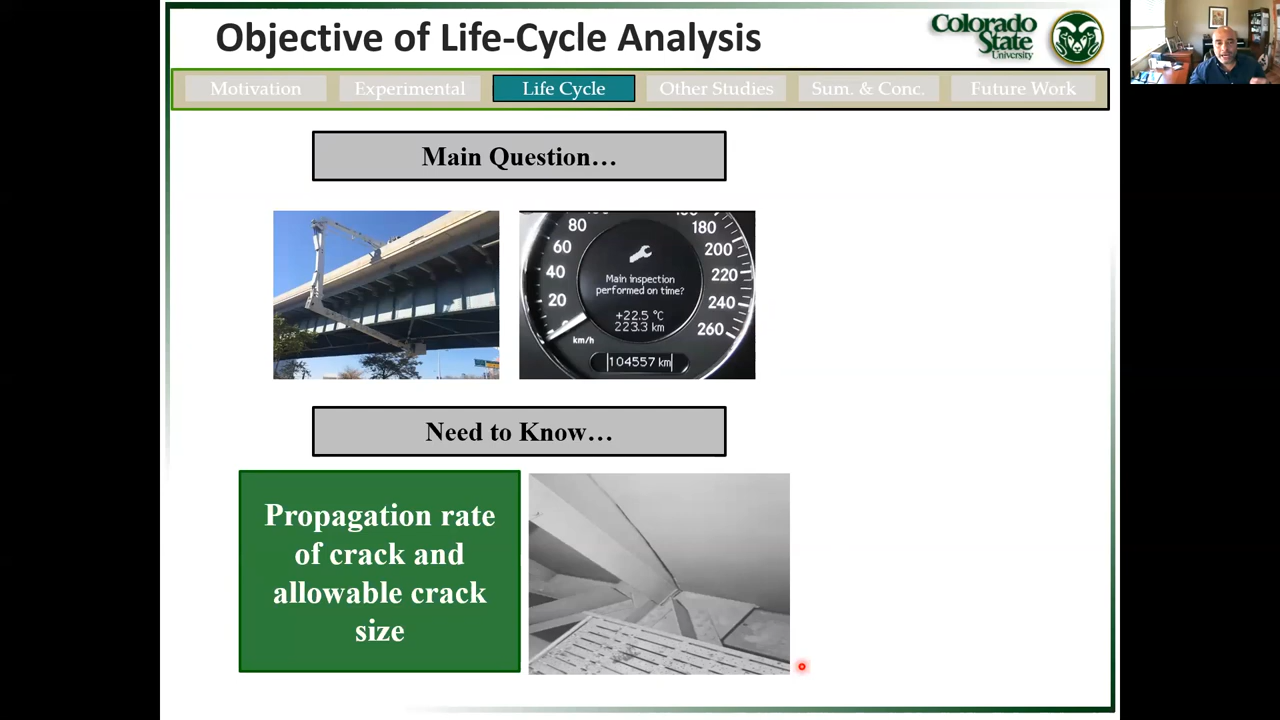 Objective of Life-Cycle Analysis
Colorado
State
University
Motivation
Experimental
Life Cycle
Other Studies
Sum. & Conc.
Future Work
Main Question…
80
60
40
20
km/h
180
200
220
240
260
Main inspection
performed on time?
+22.5 °C
223.3 km
104557 km
Need to Know…
Propagation rate
of crack and
allowable crack
size